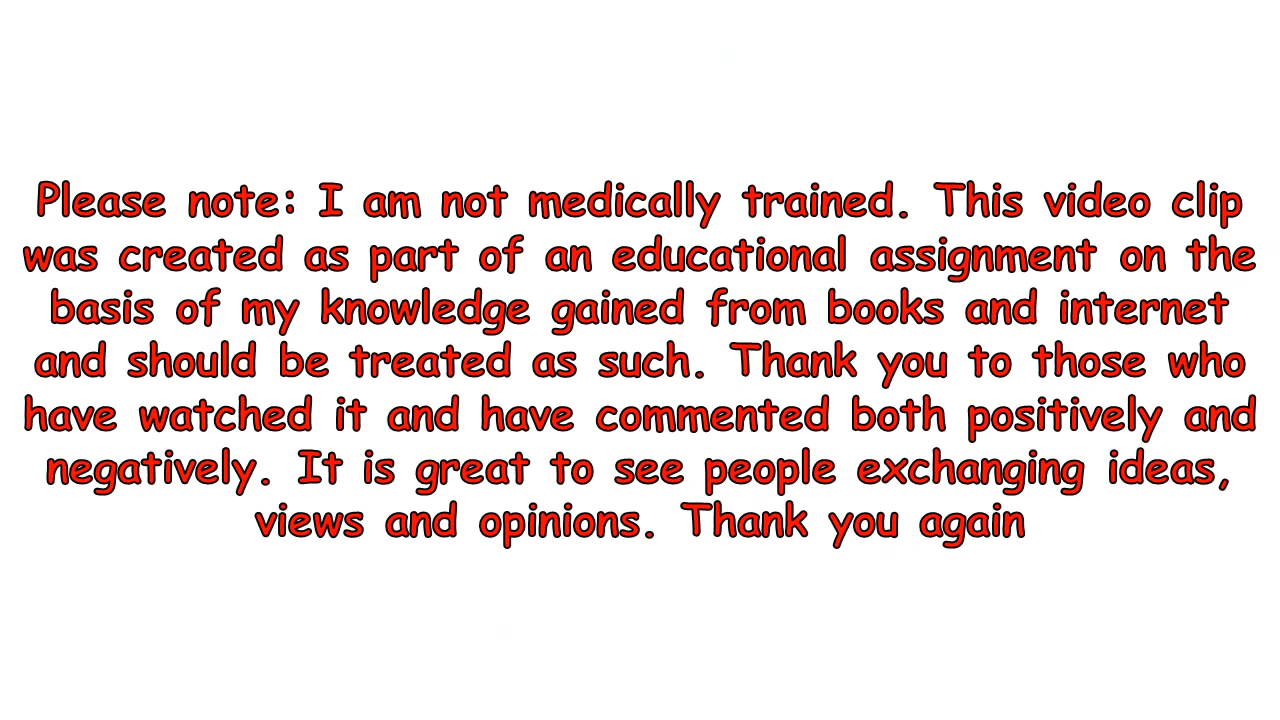 Please note: I am not medically trained. This video clip
was created as part of an educational assignment on the
basis of my knowledge gained from books and internet
and should be treated as such. Thank you to those who
have watched it and have commented both positively and
negatively. It is great to see people exchanging ideas,
views and opinions. Thank you again